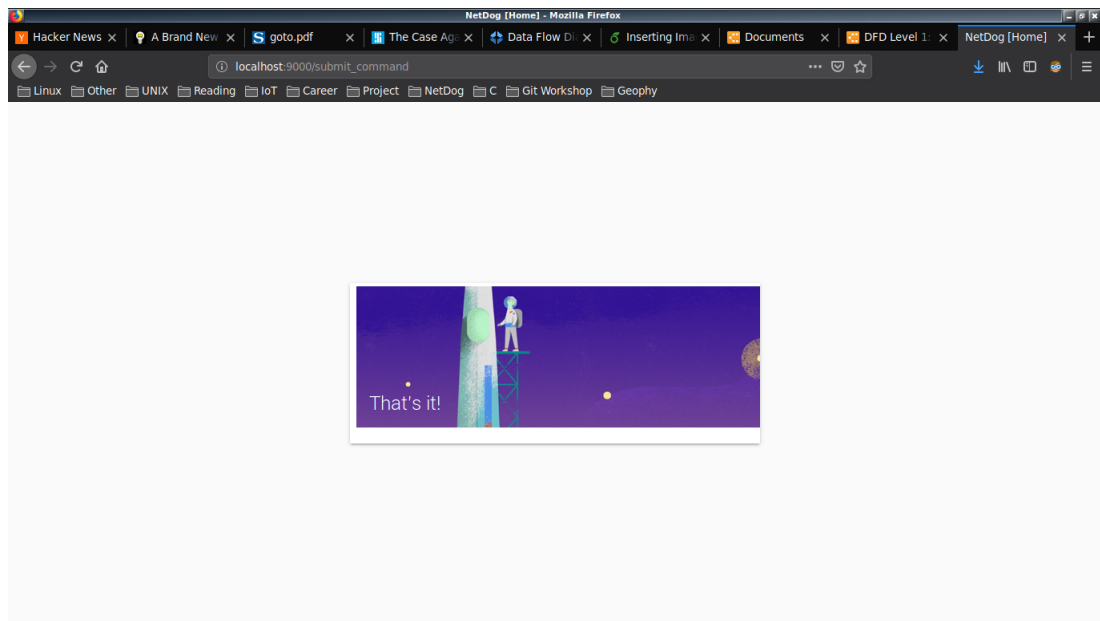 NetDog [Home] - Mozilla Firefox
Hacker News A Brand New goto.pdf The Case Aga Data Flow Di Inserting Ima Documents DFD Level 1: NetDog [Home]
localhost:9000/submit_command
Linux Other UNIX Reading IoT Career Project NetDog C Git Workshop Geophy
That's it!